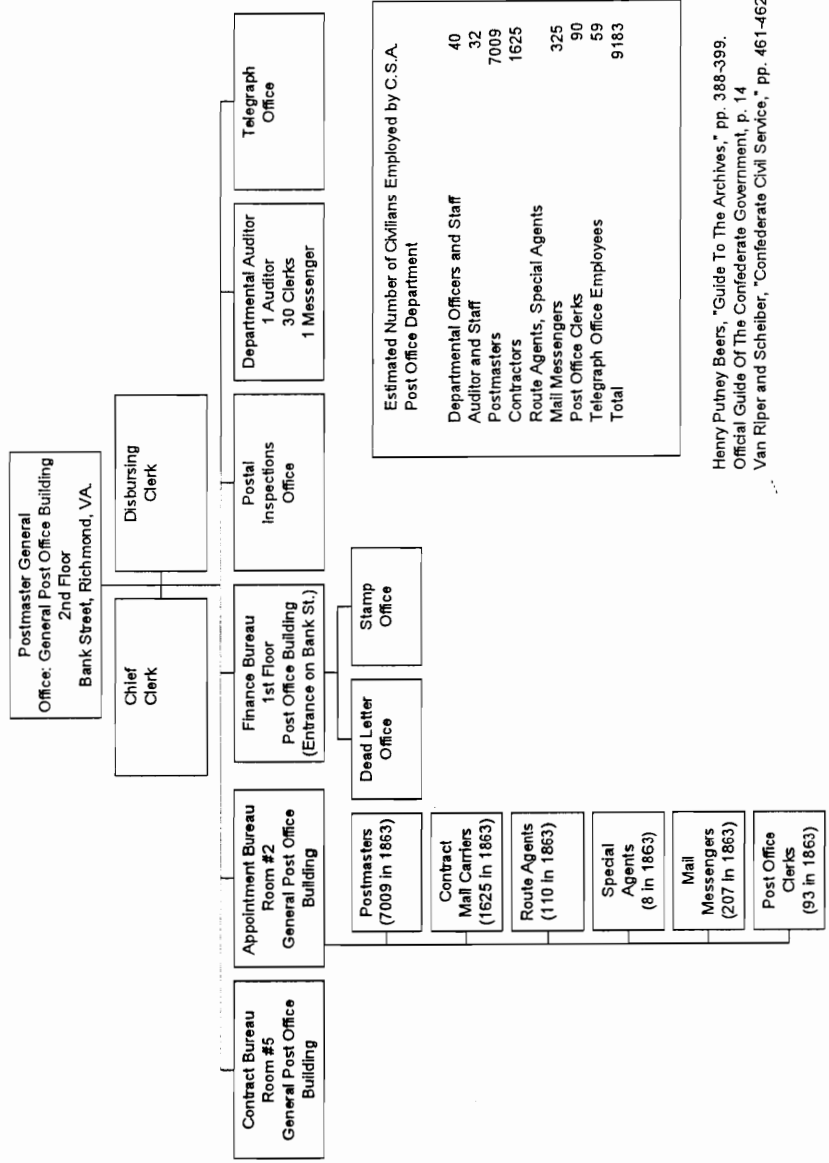 Postmaster General
Office: General Post Office Building
2nd Floor
Bank Street, Richmond, VA.
Chief
Clerk
Disbursing
Clerk
Contract Bureau
Room #5
General Post Office
Building
Appointment Bureau
Room #2
General Post Office
Building
Finance Bureau
1st Floor
Post Office Building
(Entrance on Bank St.)
Postal
Inspections
Office
Departmental Auditor
1 Auditor
30 Clerks
1 Messenger
Telegraph
Office
Postmasters
(7009 in 1863)
Contract
Mail Carriers
(1625 in 1863)
Route Agents
(110 in 1863)
Special
Agents
(8 in 1863)
Mail
Messengers
(207 in 1863)
Post Office
Clerks
(93 in 1863)
Dead Letter
Office
Stamp
Office
Estimated Number of Civilians Employed by C.S.A.
Post Office Department
Departmental Officers and Staff 40
Auditor and Staff 32
Postmasters 7009
Contractors 1625
Route Agents, Special Agents
Mail Messengers 325
Post Office Clerks 90
Telegraph Office Employees 59
Total 9183
Henry Putney Beers, "Guide To The Archives," pp. 388-399.
Official Guide Of The Confederate Government, p. 14
Van Riper and Scheiber, "Confederate Civil Service," pp. 461-462